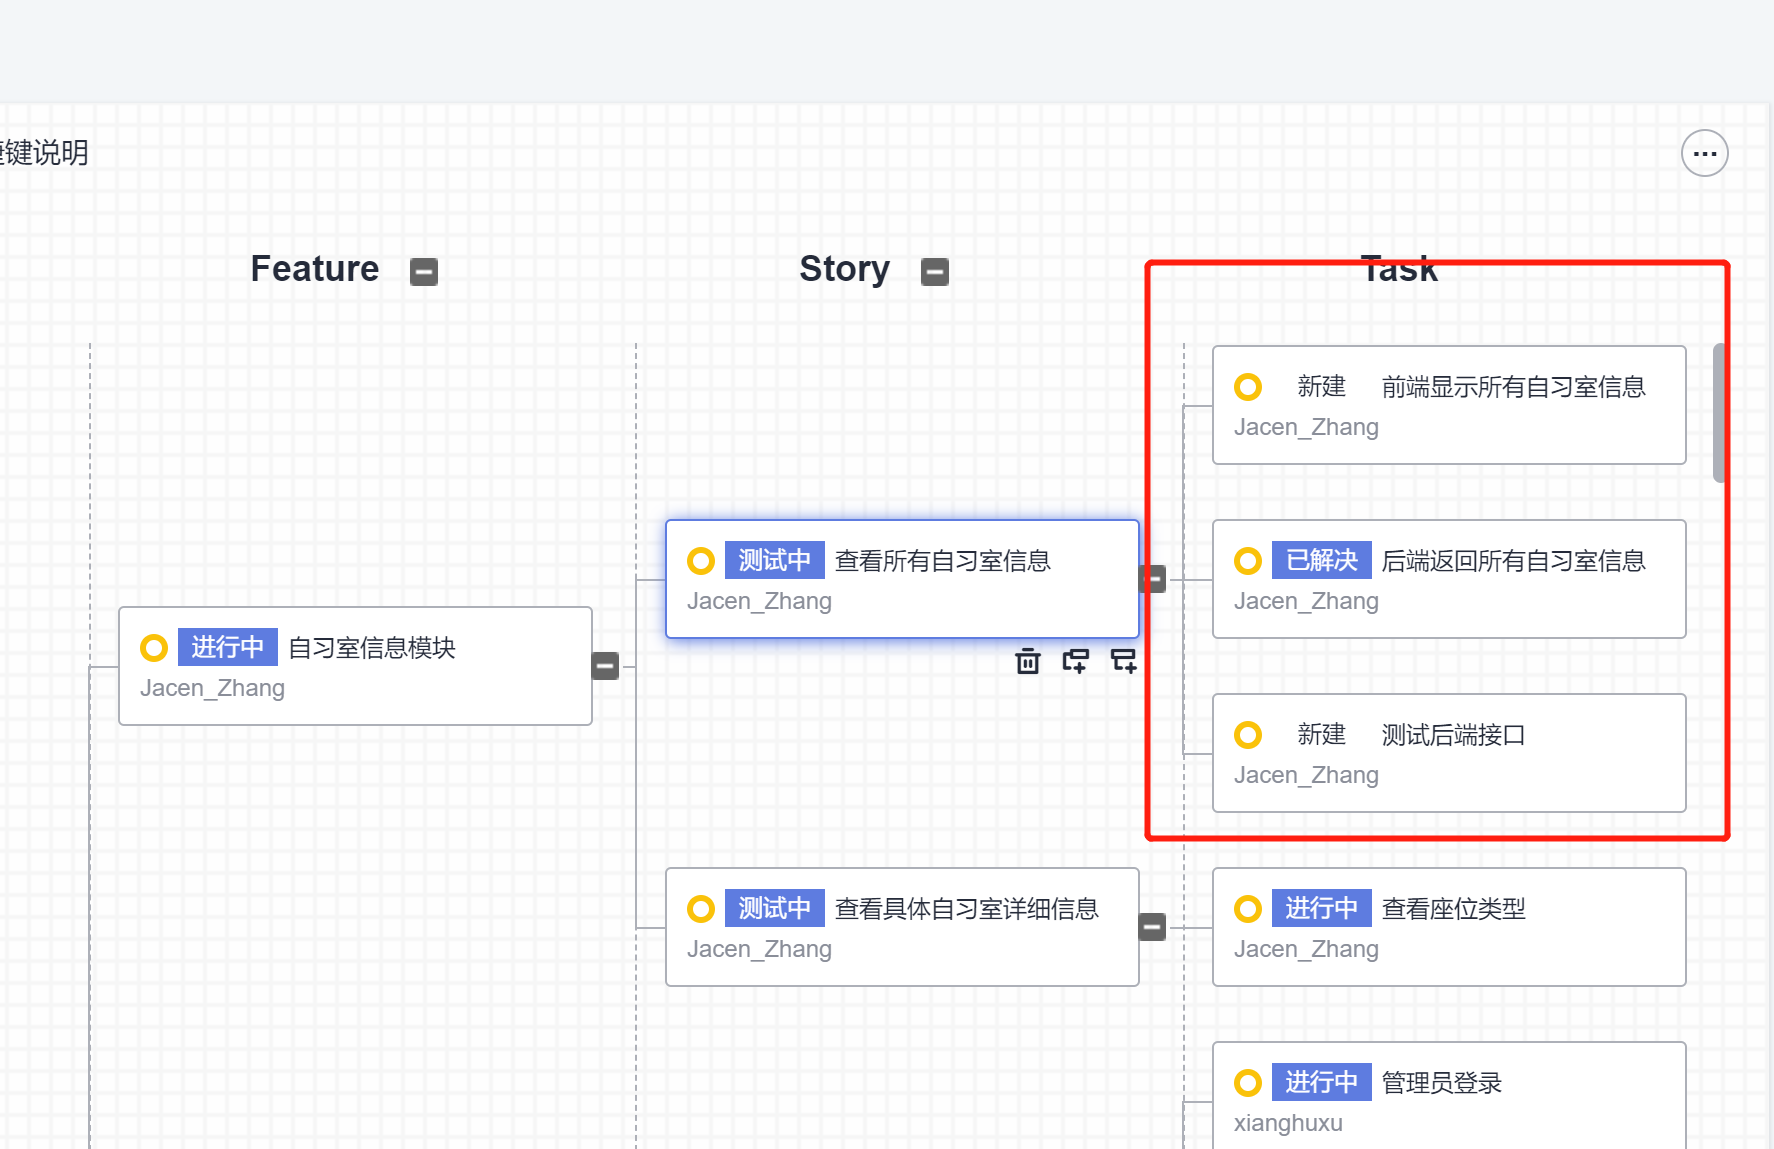 键说明
Feature
Story
Task
新建 前端显示所有自习室信息
Jacen_Zhang
测试中 查看所有自习室信息
Jacen_Zhang
已解决 后端返回所有自习室信息
Jacen_Zhang
进行中 自习室信息模块
Jacen_Zhang
新建 测试后端接口
Jacen_Zhang
测试中 查看具体自习室详细信息
Jacen_Zhang
进行中 查看座位类型
Jacen_Zhang
进行中 管理员登录
xianghuxu